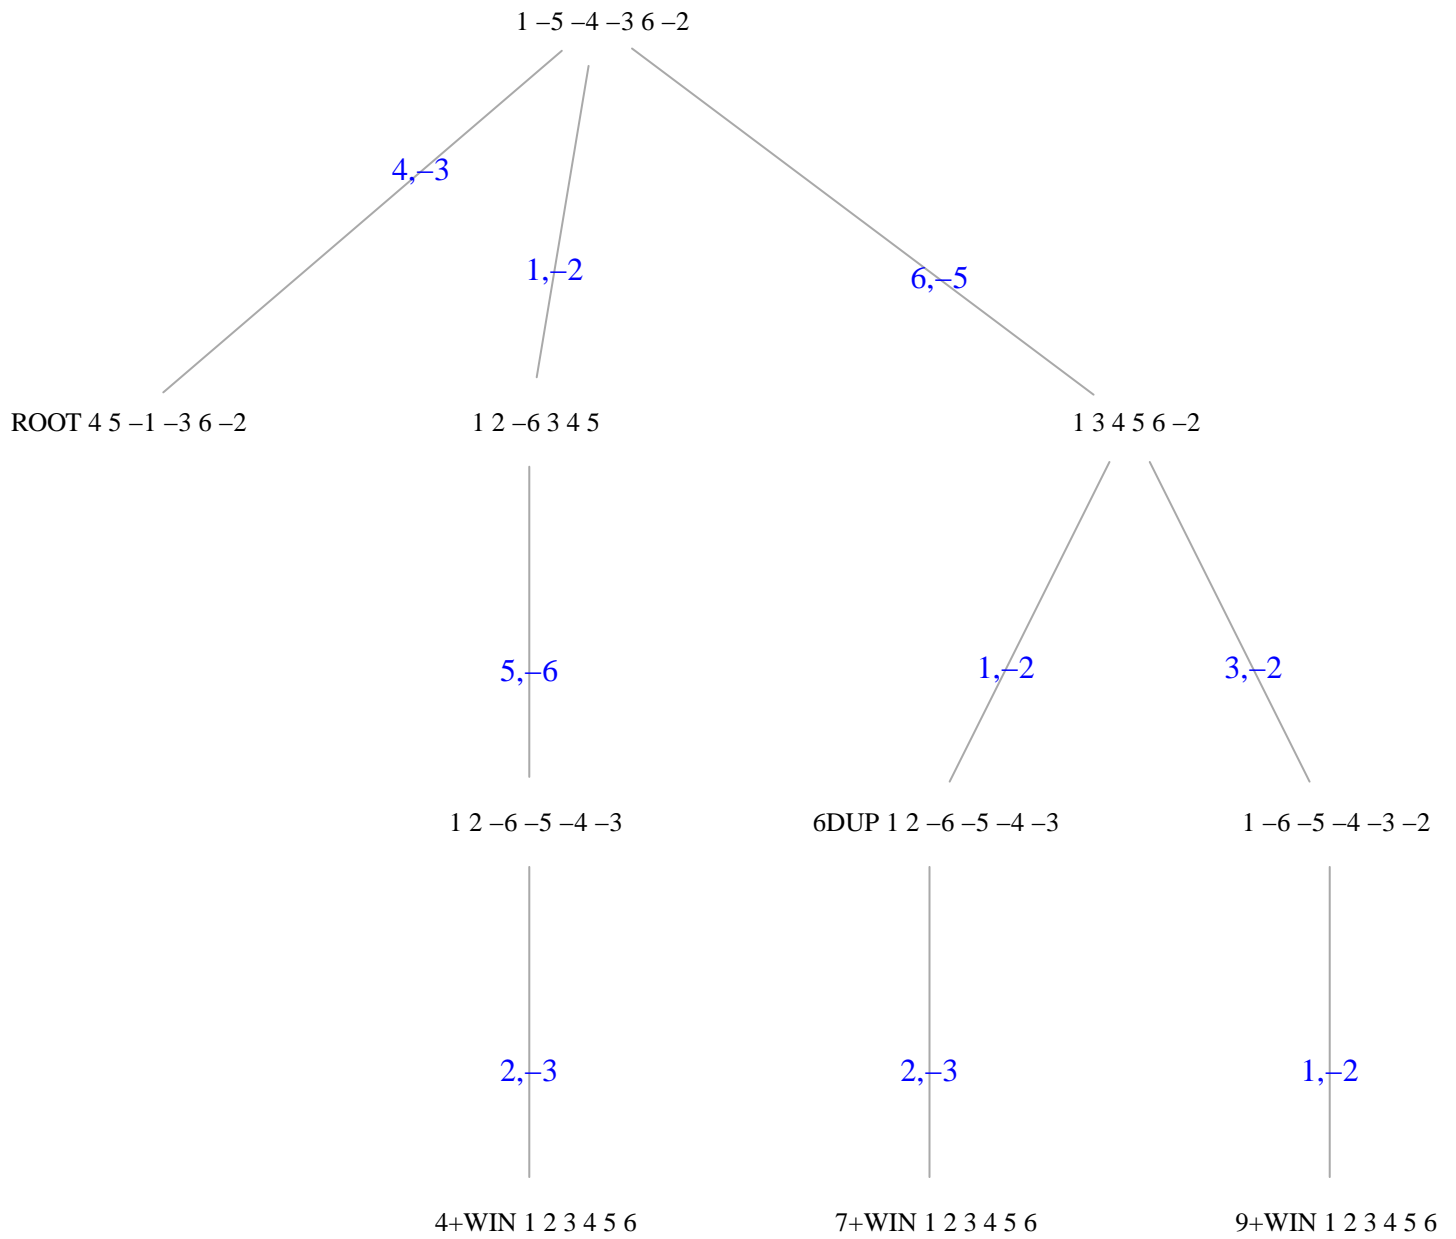 1 –5 –4 –3 6 –2
4,–3
1,–2
6,–5
ROOT 4 5 –1 –3 6 –2
1 2 –6 3 4 5
1 3 4 5 6 –2
5,–6
1,–2
3,–2
1 2 –6 –5 –4 –3
6DUP 1 2 –6 –5 –4 –3
1 –6 –5 –4 –3 –2
2,–3
2,–3
1,–2
4+WIN 1 2 3 4 5 6
7+WIN 1 2 3 4 5 6
9+WIN 1 2 3 4 5 6